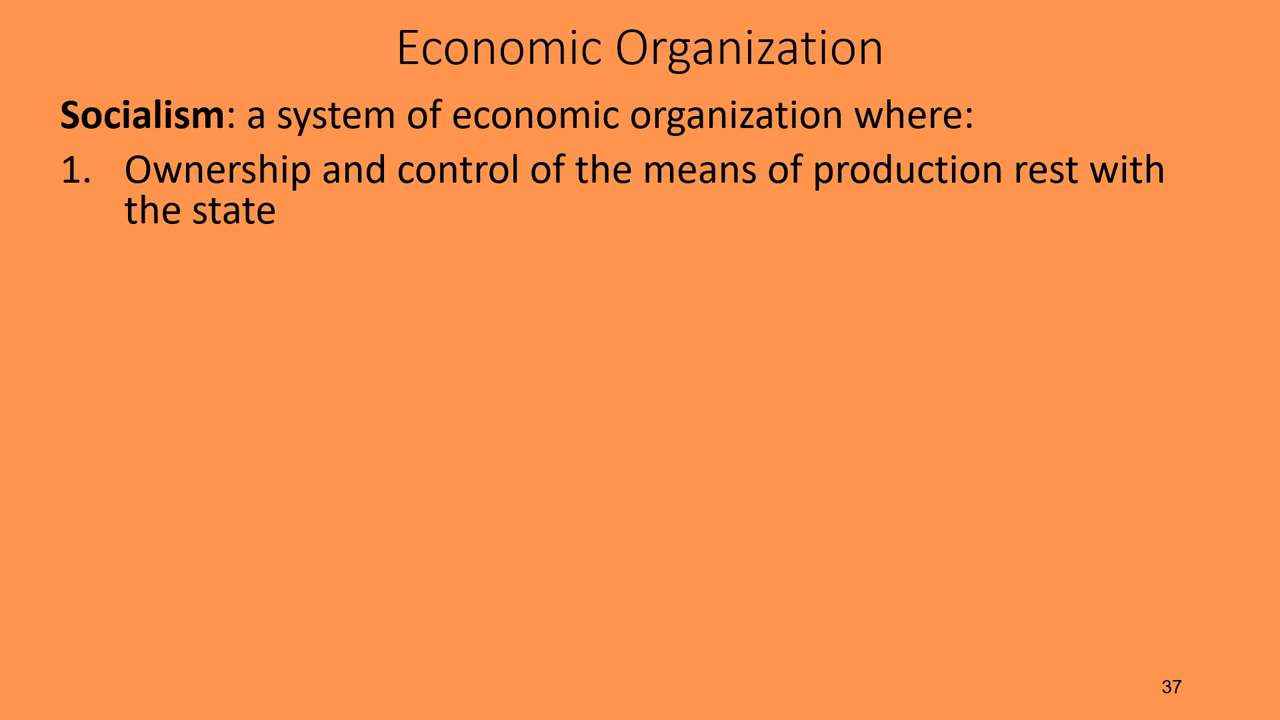 Economic Organization
Socialism: a system of economic organization where:
1. Ownership and control of the means of production rest with
the state
37